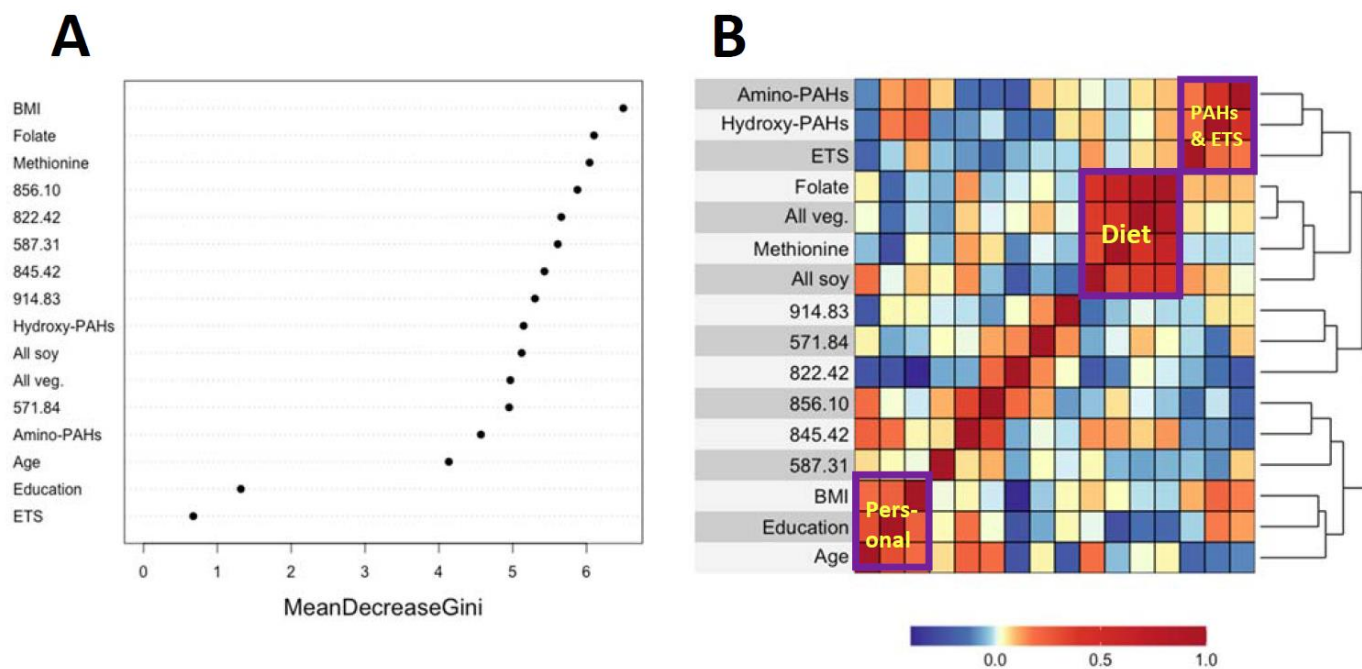 A
BMI
Folate
Methionine
856.10
822.42
587.31
845.42
914.83
Hydroxy-PAHs
All soy
All veg.
571.84
Amino-PAHs
Age
Education
ETS
0 1 2 3 4 5 6
MeanDecreaseGini
B
Amino-PAHs
Hydroxy-PAHs
ETS
Folate
All veg.
Methionine
All soy
914.83
571.84
822.42
856.10
845.42
587.31
BMI
Education
Age
PAHs
& ETS
Diet
Pers-
onal
0.0 0.5 1.0